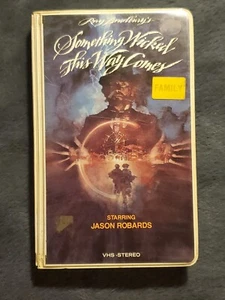 Ray Bradbury's
Something Wicked
This Way Comes
FAMILY
STARRING
JASON ROBARDS
VHS-STEREO